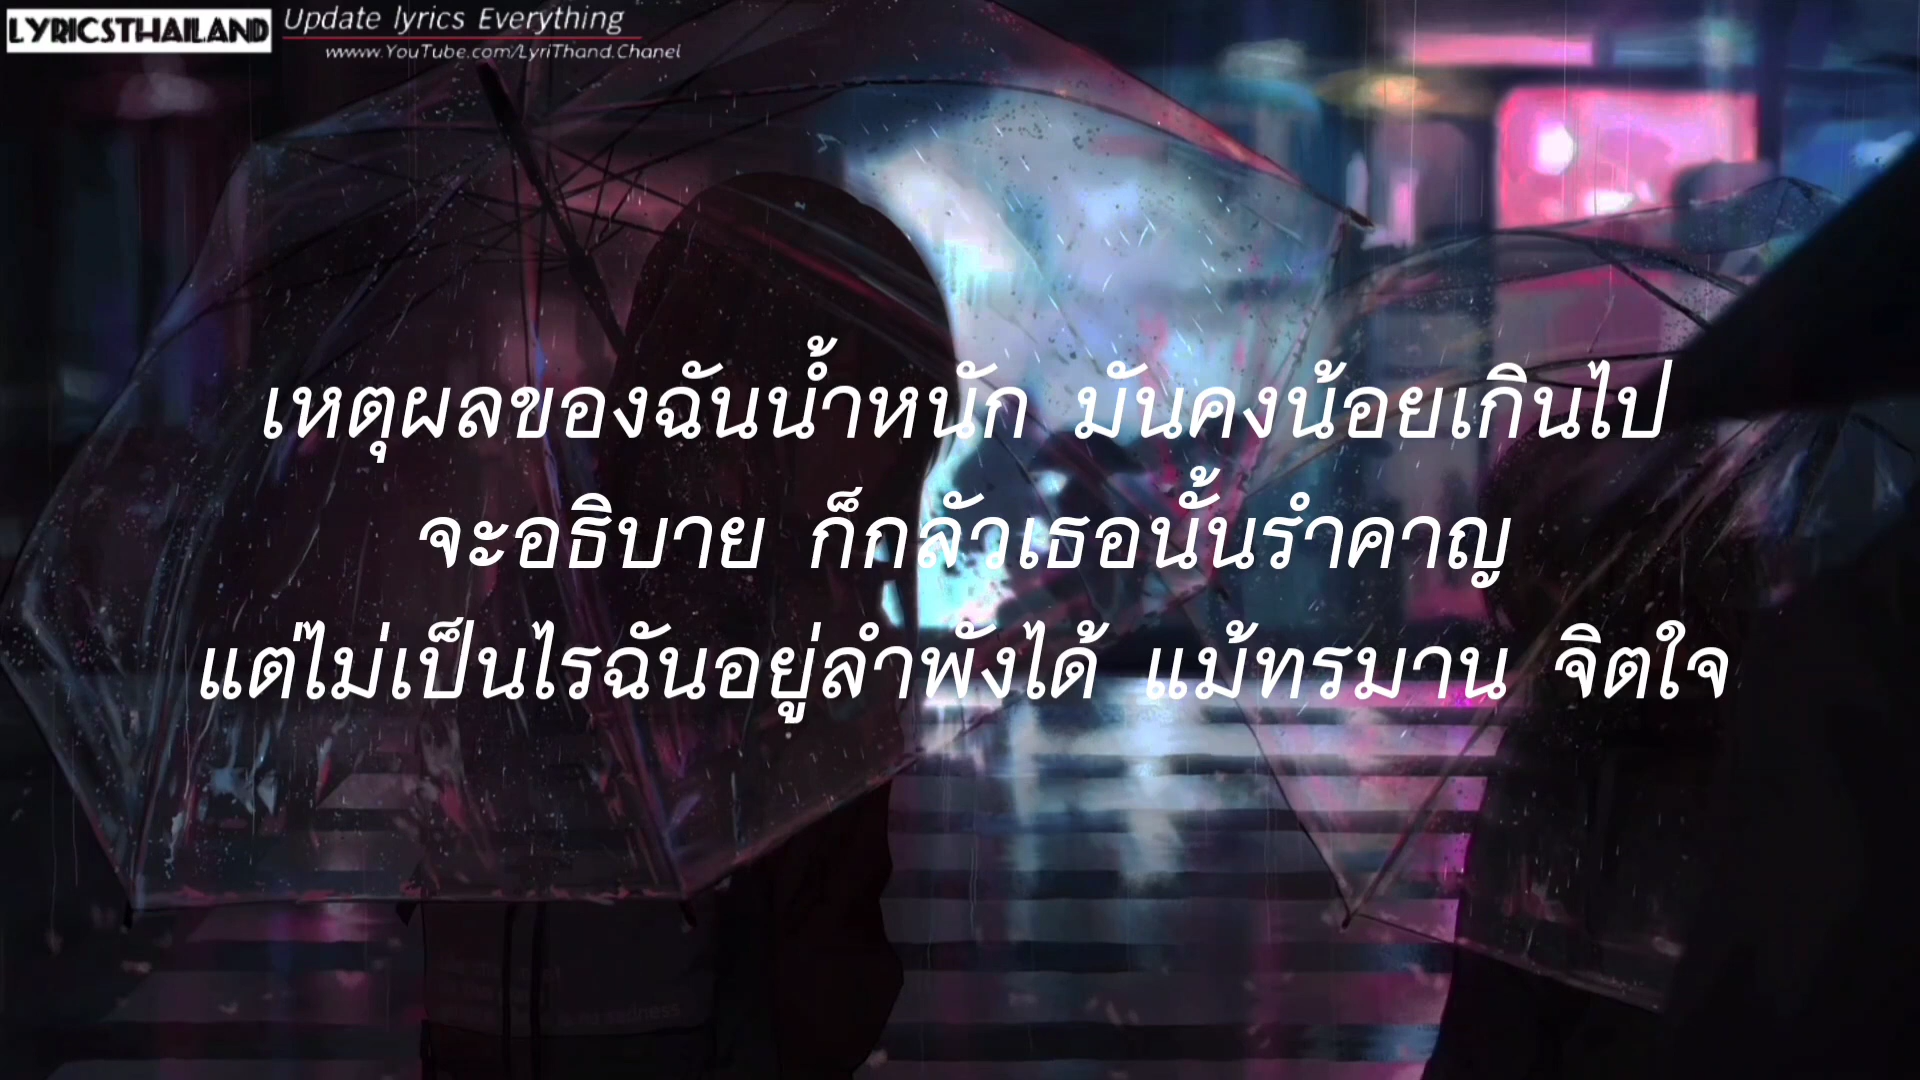 LYRICSTHAILAND
Update lyrics Everything
www.YouTube.com/LyriThand.Chanel
เหตุผลของฉันน้ำหนัก มันคงน้อยเกินไป
จะอธิบาย ก็กลัวเธอนั้นรำคาญ
แต่ไม่เป็นไรฉันอยู่ลำพังได้ แม้ทรมาน จิตใจ